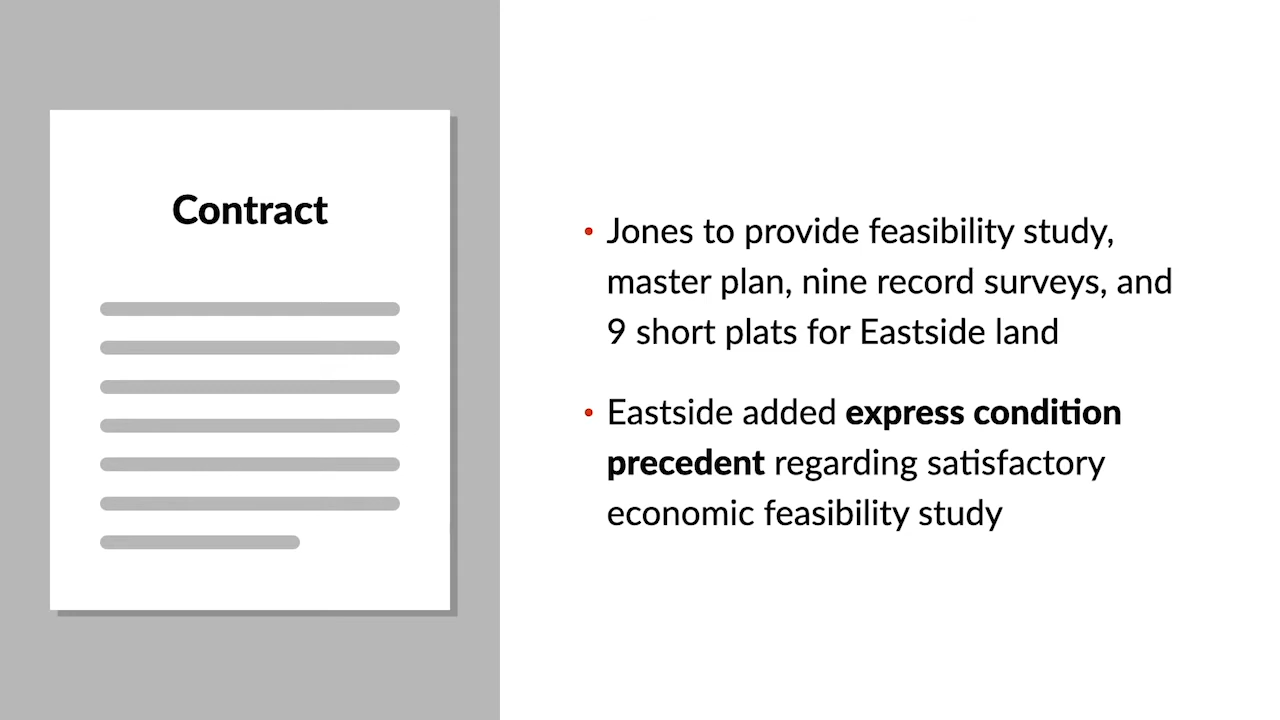 Contract
• Jones to provide feasibility study,
master plan, nine record surveys, and
9 short plats for Eastside land
• Eastside added express condition
precedent regarding satisfactory
economic feasibility study